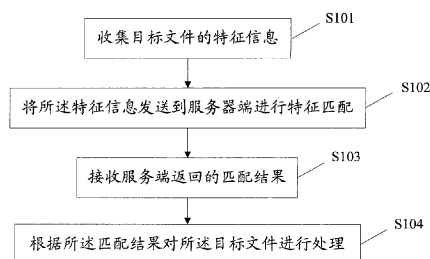 S101
收集目标文件的特征信息
S102
将所述特征信息发送到服务器端进行特征匹配
S103
接收服务端返回的匹配结果
S104
根据所述匹配结果对所述目标文件进行处理